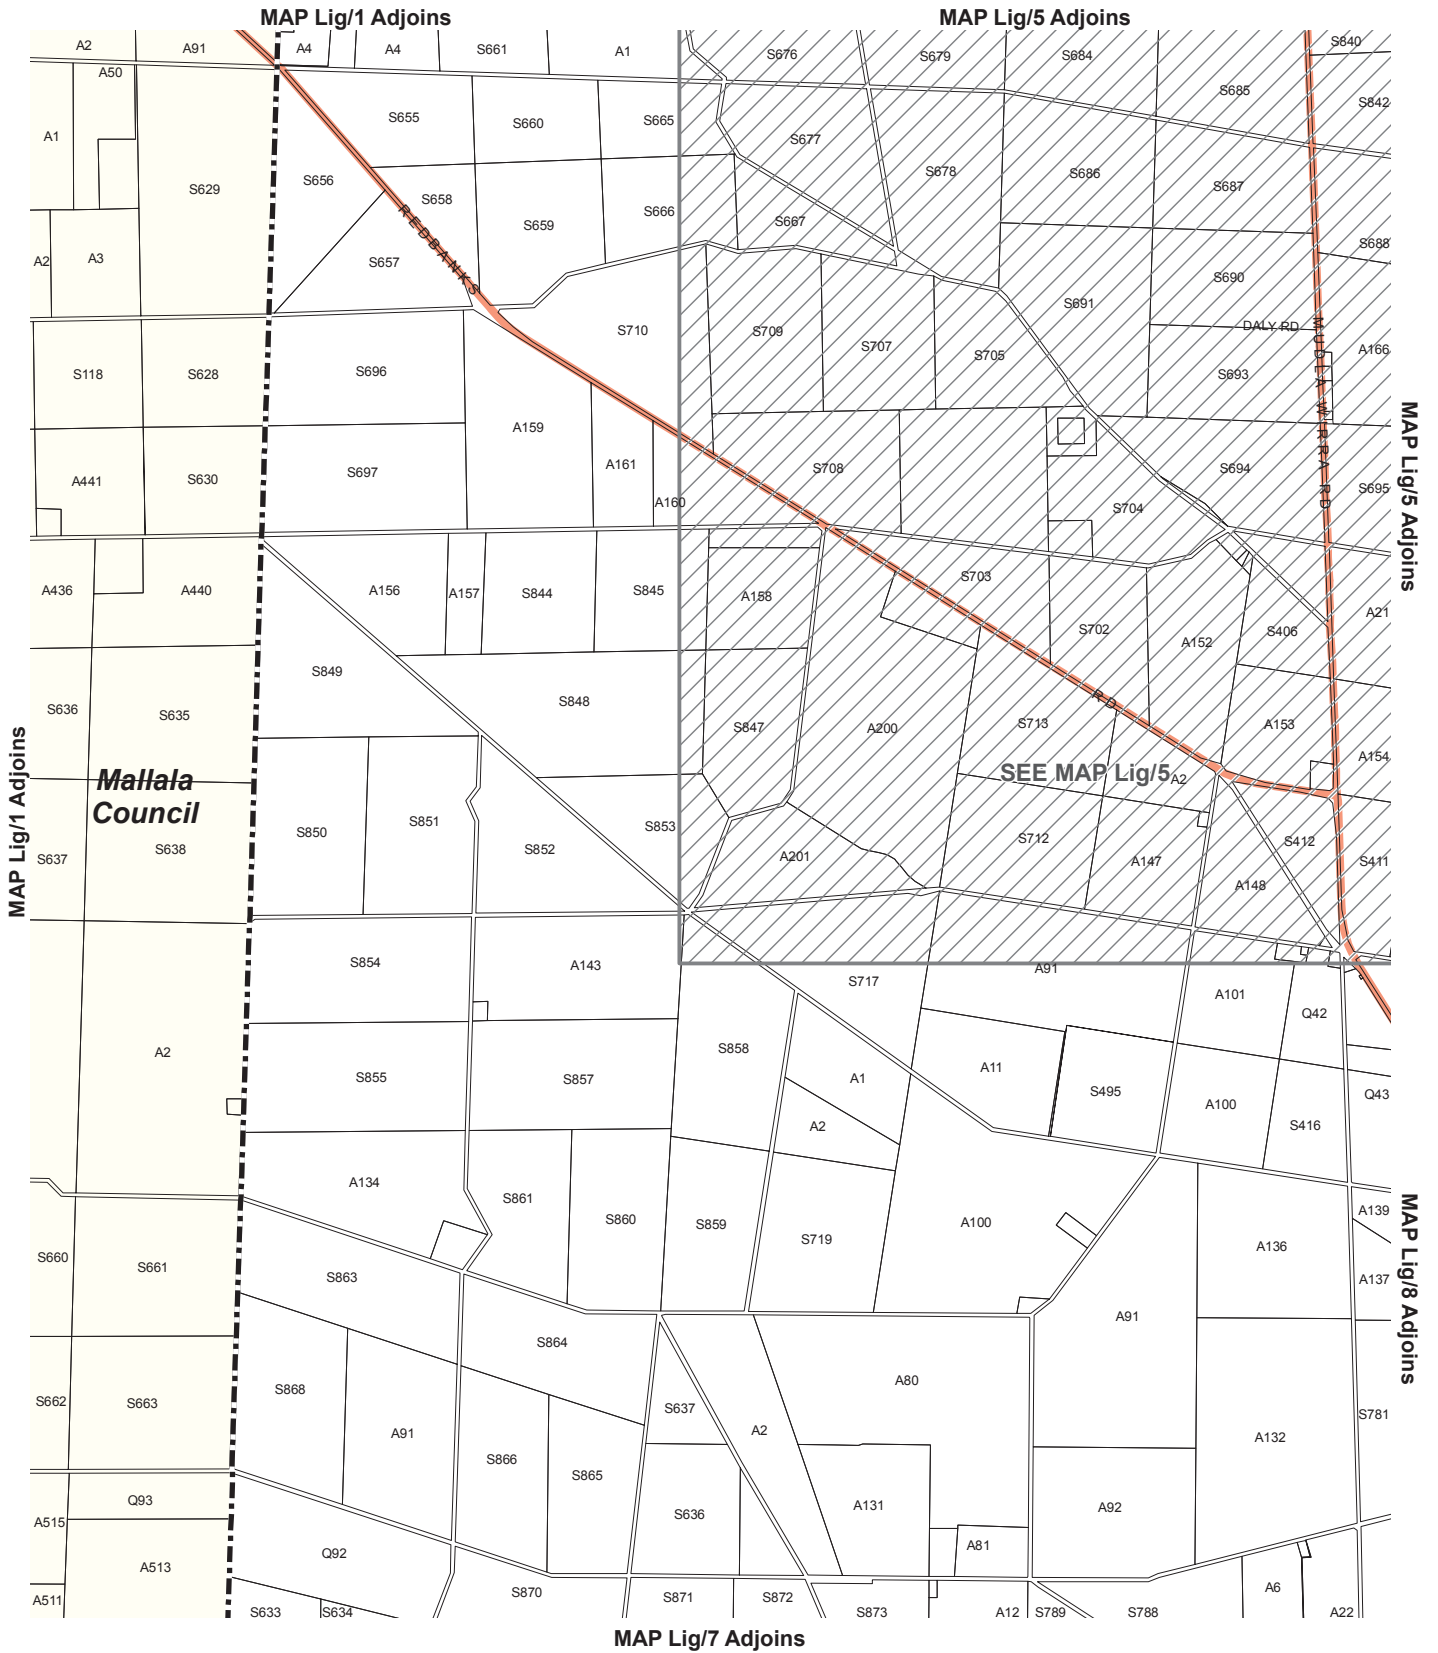 MAP Lig/1 Adjoins
MAP Lig/5 Adjoins
A2
A91
A4
A4
S661
A1
S676
S679
S684
S840
A50
S685
S842
A1
S655
S660
S665
S677
S629
S656
S658
S678
S686
S687
S659
S666
S667
A2
A3
S657
REDBANKS
S688
S690
S691
S710
S709
S707
S705
DALY RD
MUDLA WIRRA RD
A166
S118
S628
S696
S693
A159
MAP Lig/5 Adjoins
A441
S630
S697
A161
S708
S694
S695
A160
S704
A436
A440
A156
A157
S844
S845
A158
S703
S702
A152
S406
A21
S849
S636
S635
S848
S847
A200
RD
S713
A153
A154
MAP Lig/1 Adjoins
Mallala
Council
SEE MAP Lig/5
A2
S850
S851
S852
S853
S637
S638
A201
S712
A147
S412
S411
A148
S854
A143
S717
A91
A101
Q42
A2
S855
S857
S858
A1
A11
S495
A100
Q43
A2
S416
A134
S861
S860
S859
S719
A100
A139
A136
MAP Lig/8 Adjoins
S660
S661
S863
A137
A91
S864
S662
S663
S868
A91
S637
A2
A80
S781
A132
S866
S865
Q93
A515
S636
A131
A92
A513
Q92
A81
A511
S633
S634
S870
S871
S872
S873
A12
S789
S788
A6
A22
MAP Lig/7 Adjoins